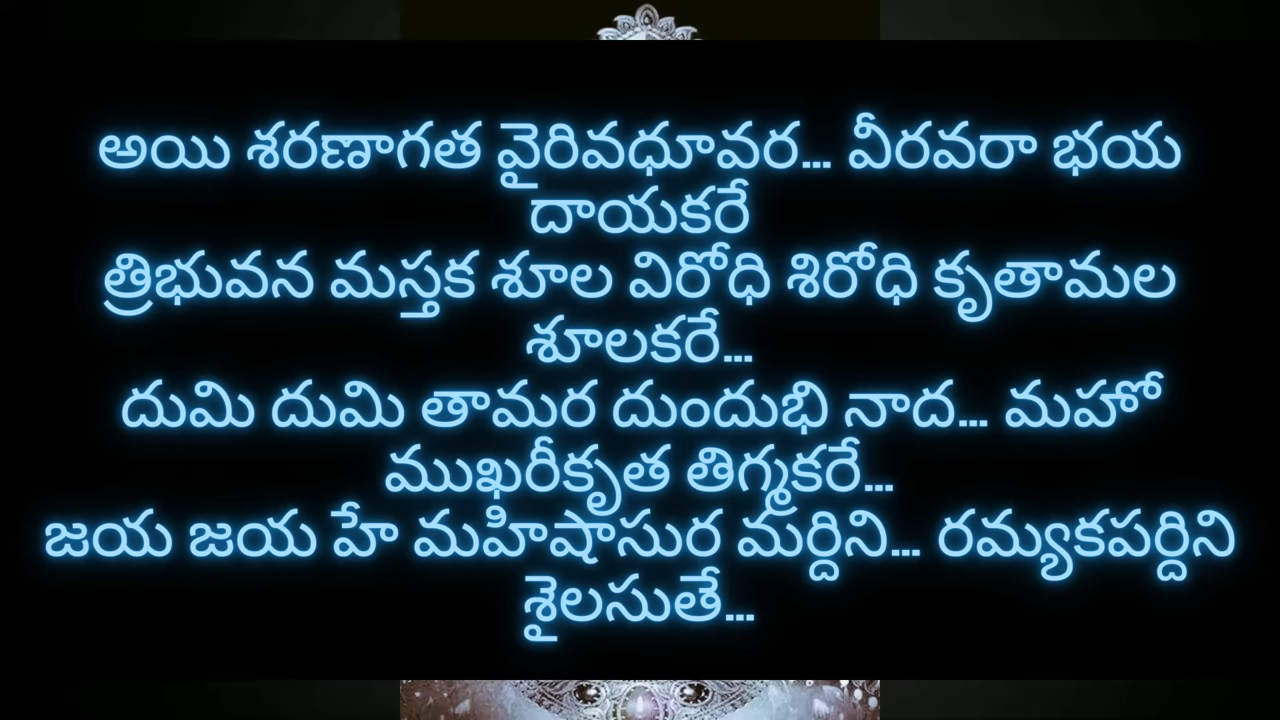 అయి శరణాగత వైరివధూవర... వీరవరా భయ
దాయకరే
త్రిభువన మస్తక శూల విరోధి శిరోధి కృతామల
శూలకరే...
దుమి దుమి తామర దుందుభి నాద... మహో
ముఖరీకృత తిగ్మకరే...
జయ జయ హే మహిషాసుర మర్దిని... రమ్యకపర్దిని
శైలసుతే...